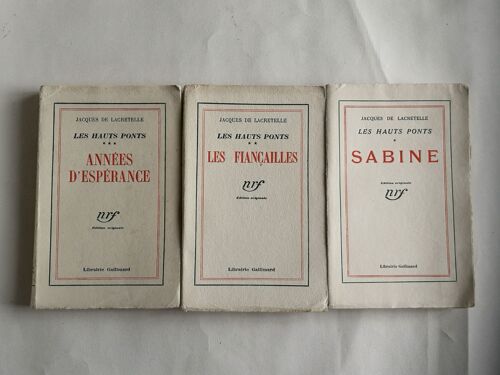 JACQUES DE LACRETELLE
LES HAUTS PONTS
***
ANNÉES
D'ESPÉRANCE
nrf
Édition originale
Librairie Gallimard
JACQUES DE LACRETELLE
LES HAUTS PONTS
**
LES FIANÇAILLES
nrf
Édition originale
Librairie Gallimard
JACQUES DE LACRETELLE
LES HAUTS PONTS
*
SABINE
Édition originale
nrf
Librairie Gallimard